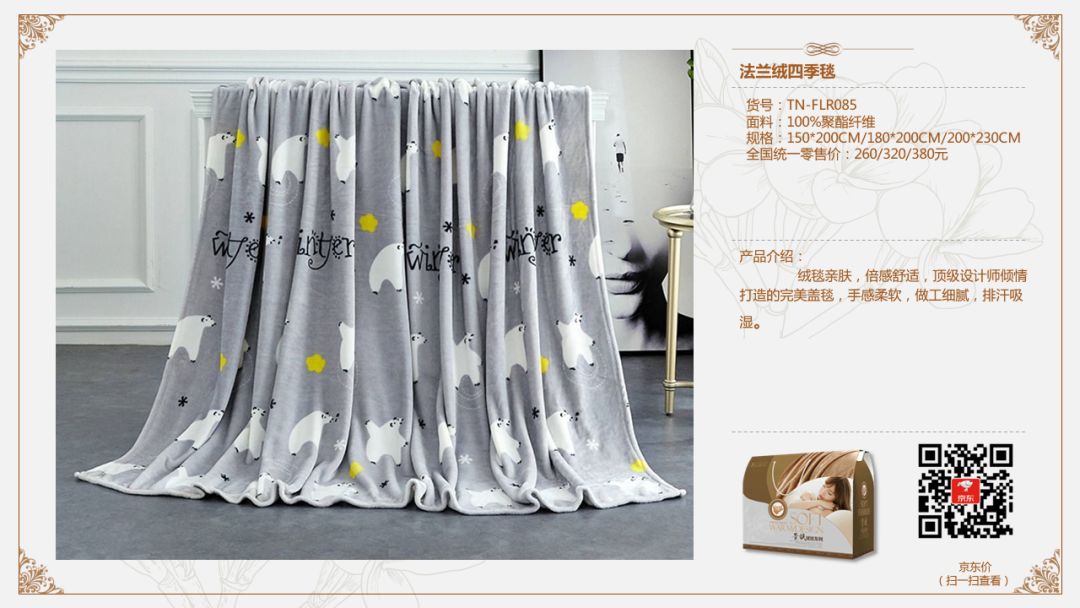 法兰绒四季毯
货号：TN-FLR085
面料：100%聚酯纤维
规格：150*200CM/180*200CM/200*230CM
全国统一零售价：260/320/380元
winter
winter
产品介绍：
绒毯亲肤，倍感舒适，顶级设计师倾情
打造的完美盖毯，手感柔软，做工细腻，排汗吸
湿。
SOFT
京东
京东价
（扫一扫查看）